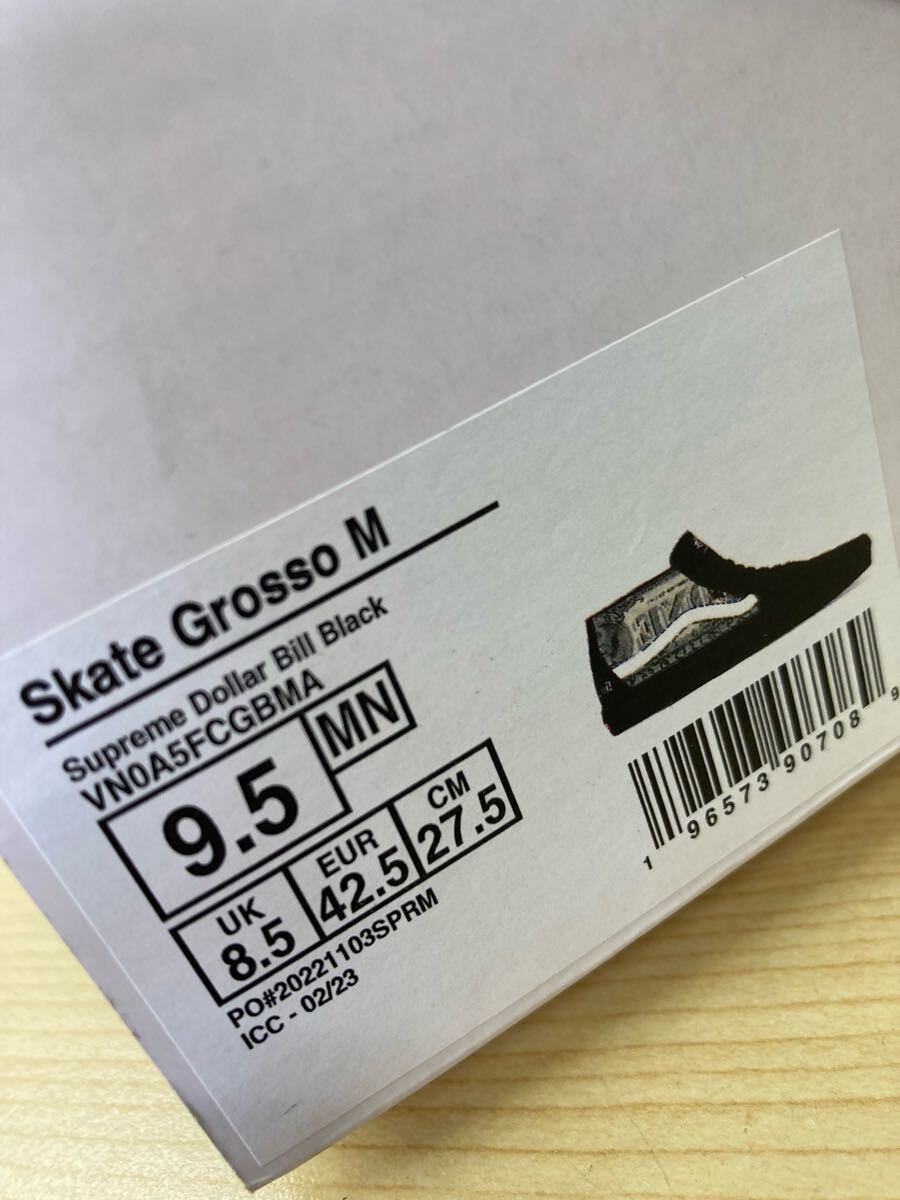 Skate Grosso M
Supreme Dollar Bill Black
VN0A5FCGBMA
9.5 MN
UK EUR CM
8.5 42.5 27.5
PO#20221103SPRM
ICC - 02/23
1 96573 90708 9